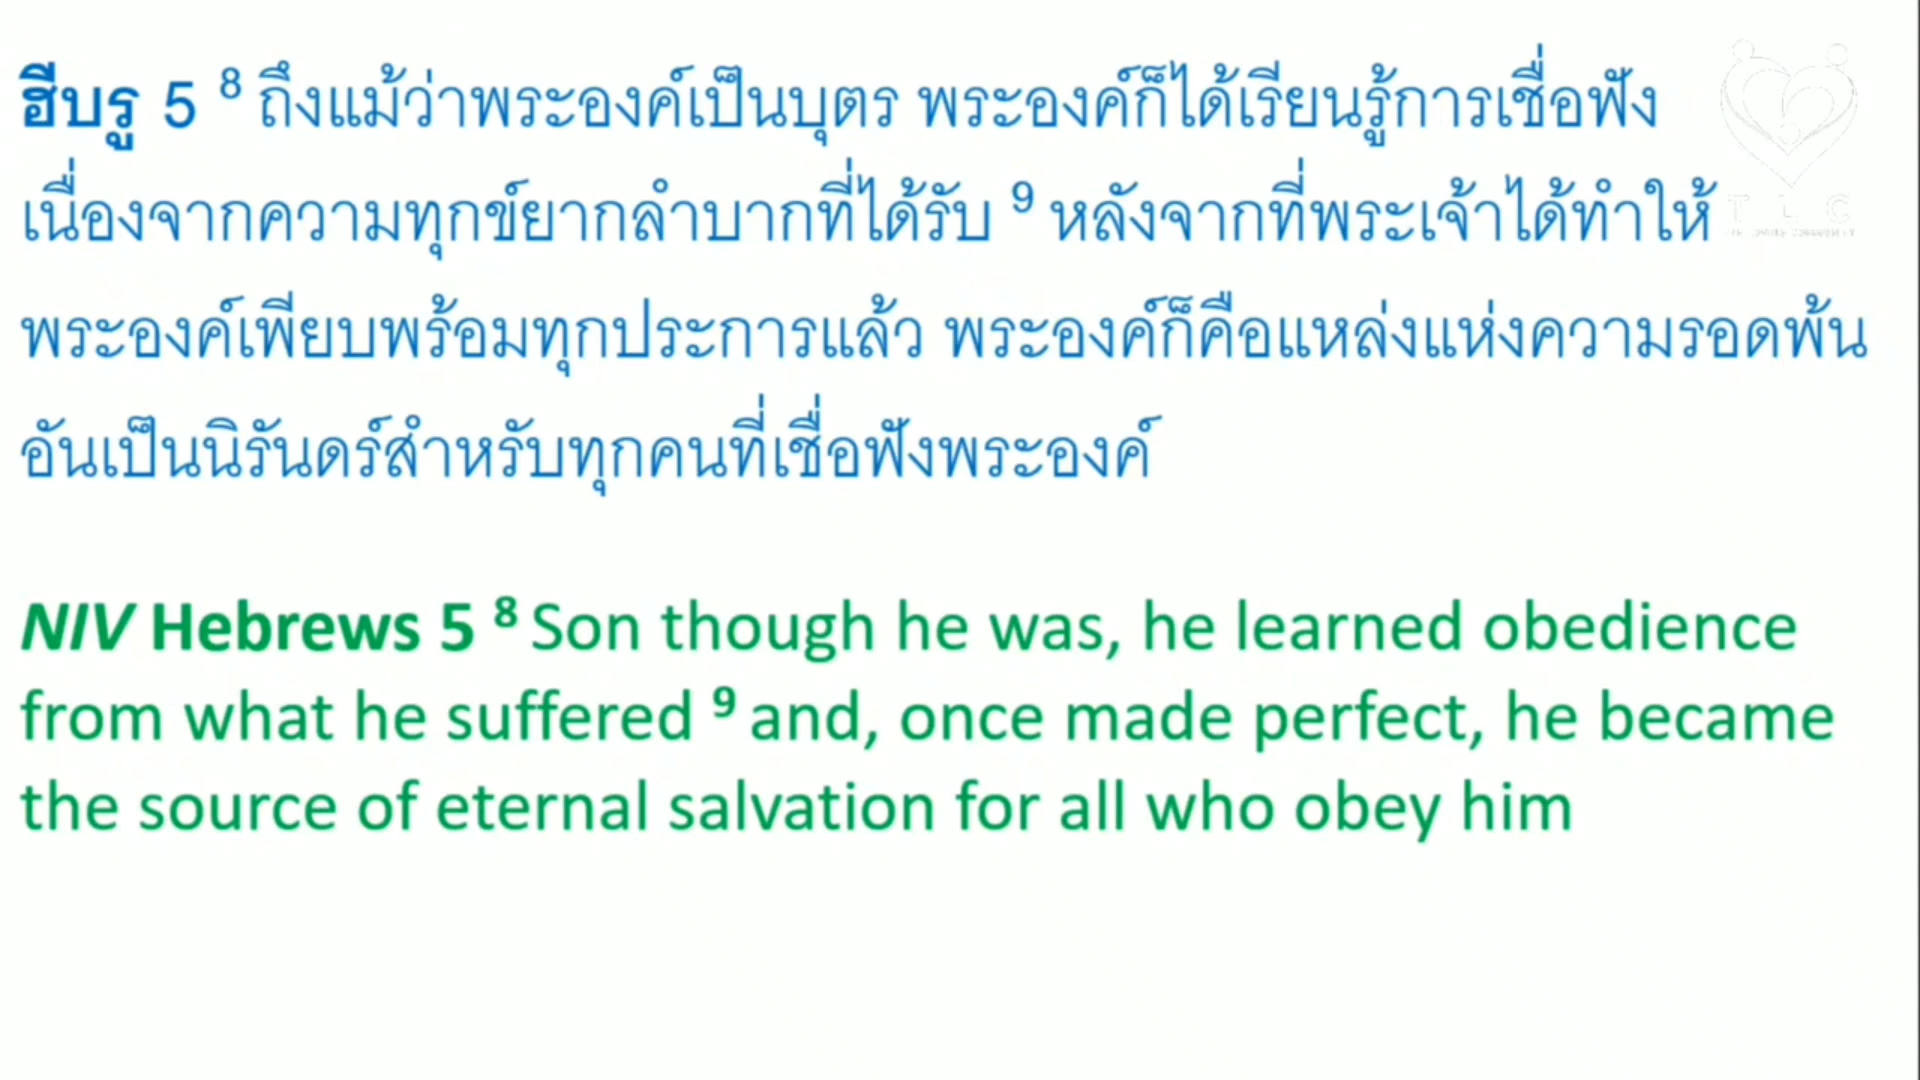 ฮีบรู 5 ⁸ ถึงแม้ว่าพระองค์เป็นบุตร พระองค์ก็ได้เรียนรู้การเชื่อฟัง
เนื่องจากความทุกข์ยากลำบากที่ได้รับ ⁹ หลังจากที่พระเจ้าได้ทำให้
พระองค์เพียบพร้อมทุกประการแล้ว พระองค์ก็คือแหล่งแห่งความรอดพ้น
อันเป็นนิรันดร์สำหรับทุกคนที่เชื่อฟังพระองค์
NIV Hebrews 5 ⁸ Son though he was, he learned obedience
from what he suffered ⁹ and, once made perfect, he became
the source of eternal salvation for all who obey him
T L C